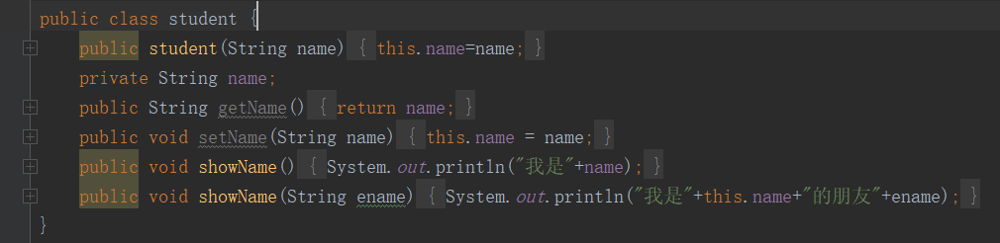 public class student {
public student(String name) { this.name=name; }
private String name;
public String getName() { return name; }
public void setName(String name) { this.name = name; }
public void showName() { System.out.println("我是"+name); }
public void showName(String ename) { System.out.println("我是"+this.name+"的朋友"+ename); }
}